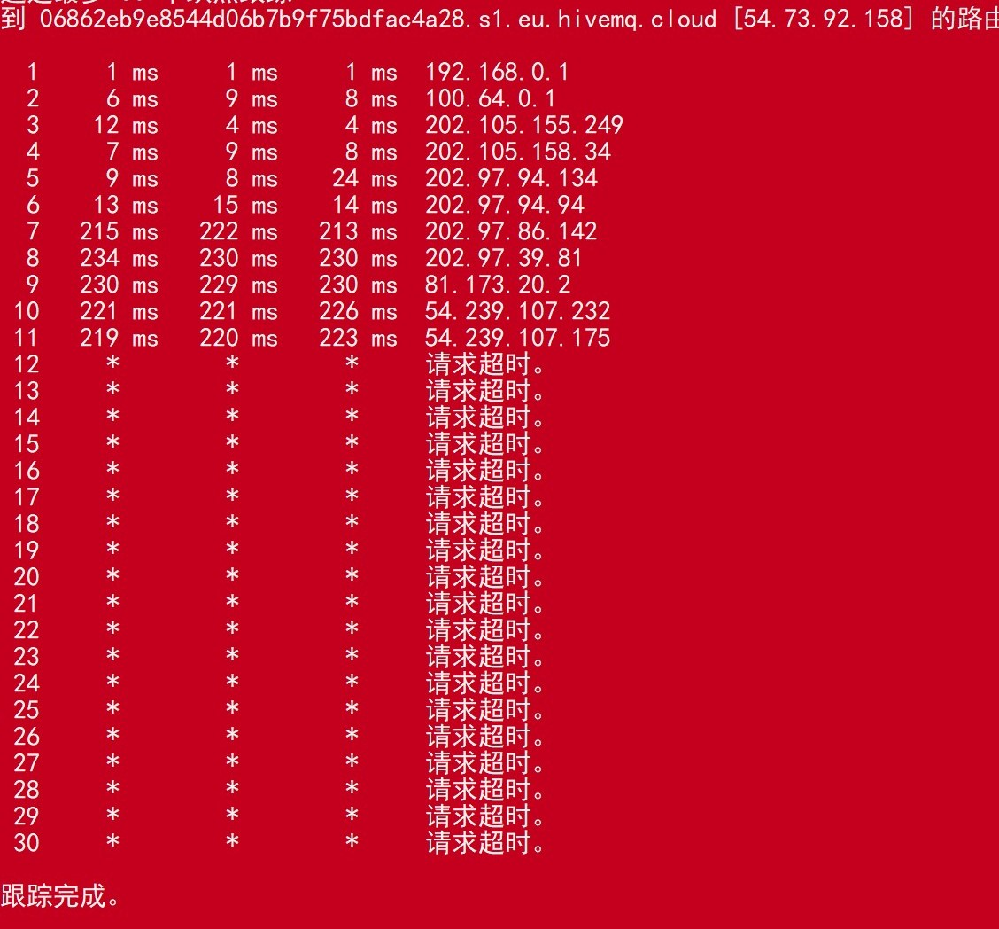 到 06862eb9e8544d06b7b9f75bdfac4a28.s1.eu.hivemq.cloud [54.73.92.158] 的路由
1 1 ms 1 ms 1 ms 192.168.0.1
2 6 ms 9 ms 8 ms 100.64.0.1
3 12 ms 4 ms 4 ms 202.105.155.249
4 7 ms 9 ms 8 ms 202.105.158.34
5 9 ms 8 ms 24 ms 202.97.94.134
6 13 ms 15 ms 14 ms 202.97.94.94
7 215 ms 222 ms 213 ms 202.97.86.142
8 234 ms 230 ms 230 ms 202.97.39.81
9 230 ms 229 ms 230 ms 81.173.20.2
10 221 ms 221 ms 226 ms 54.239.107.232
11 219 ms 220 ms 223 ms 54.239.107.175
12 * * * 请求超时。
13 * * * 请求超时。
14 * * * 请求超时。
15 * * * 请求超时。
16 * * * 请求超时。
17 * * * 请求超时。
18 * * * 请求超时。
19 * * * 请求超时。
20 * * * 请求超时。
21 * * * 请求超时。
22 * * * 请求超时。
23 * * * 请求超时。
24 * * * 请求超时。
25 * * * 请求超时。
26 * * * 请求超时。
27 * * * 请求超时。
28 * * * 请求超时。
29 * * * 请求超时。
30 * * * 请求超时。
跟踪完成。